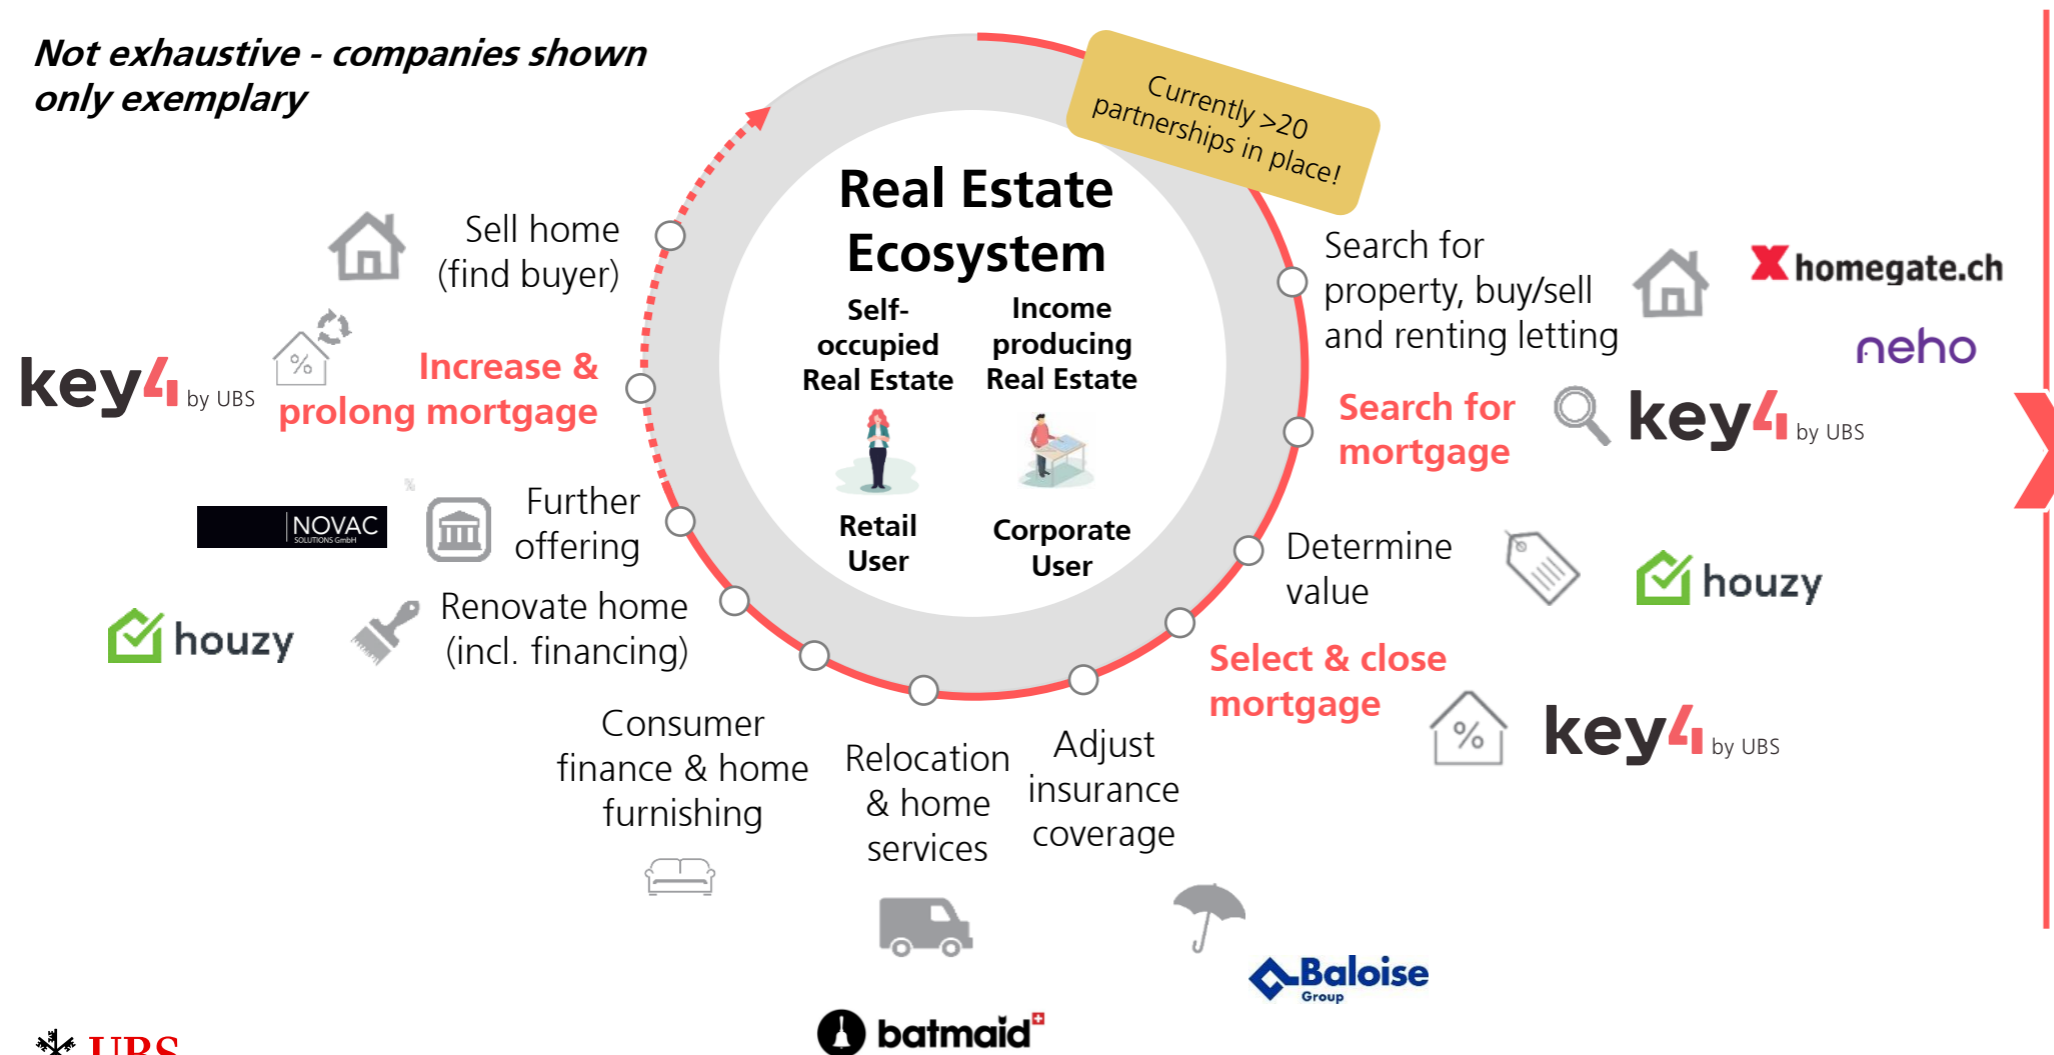 Not exhaustive - companies shown
only exemplary
Currently >20
partnerships in place!
Real Estate
Ecosystem
Self-
occupied
Real Estate
Income
producing
Real Estate
Retail
User
Corporate
User
Search for
property, buy/sell
and renting letting
homegate.ch
neho
Search for
mortgage
key4 by UBS
Determine
value
houzy
Select & close
mortgage
%
key4 by UBS
Adjust
insurance
coverage
Baloise
Group
Relocation
& home
services
batmaid
Consumer
finance & home
furnishing
Renovate home
(incl. financing)
houzy
Further
offering
%
NOVAC
SOLUTIONS GmbH
Increase &
prolong mortgage
%
key4 by UBS
Sell home
(find buyer)
UBS